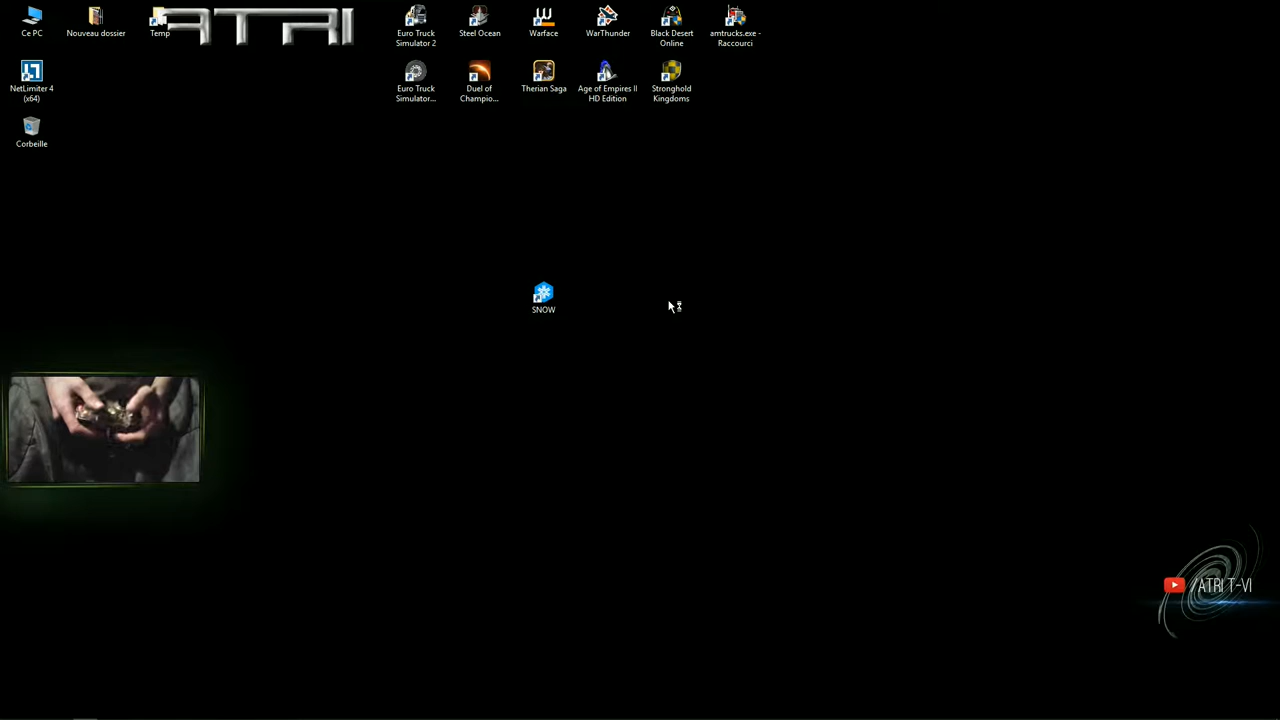 ATRI
Ce PC
Nouveau dossier
Temp
Euro Truck
Simulator 2
Steel Ocean
Warface
WarThunder
Black Desert
Online
amtrucks.exe -
Raccourci
NetLimiter 4
(x64)
Euro Truck
Simulator...
Duel of
Champio...
Therian Saga
Age of Empires II
HD Edition
Stronghold
Kingdoms
Corbeille
SNOW
/ATRI T-VI